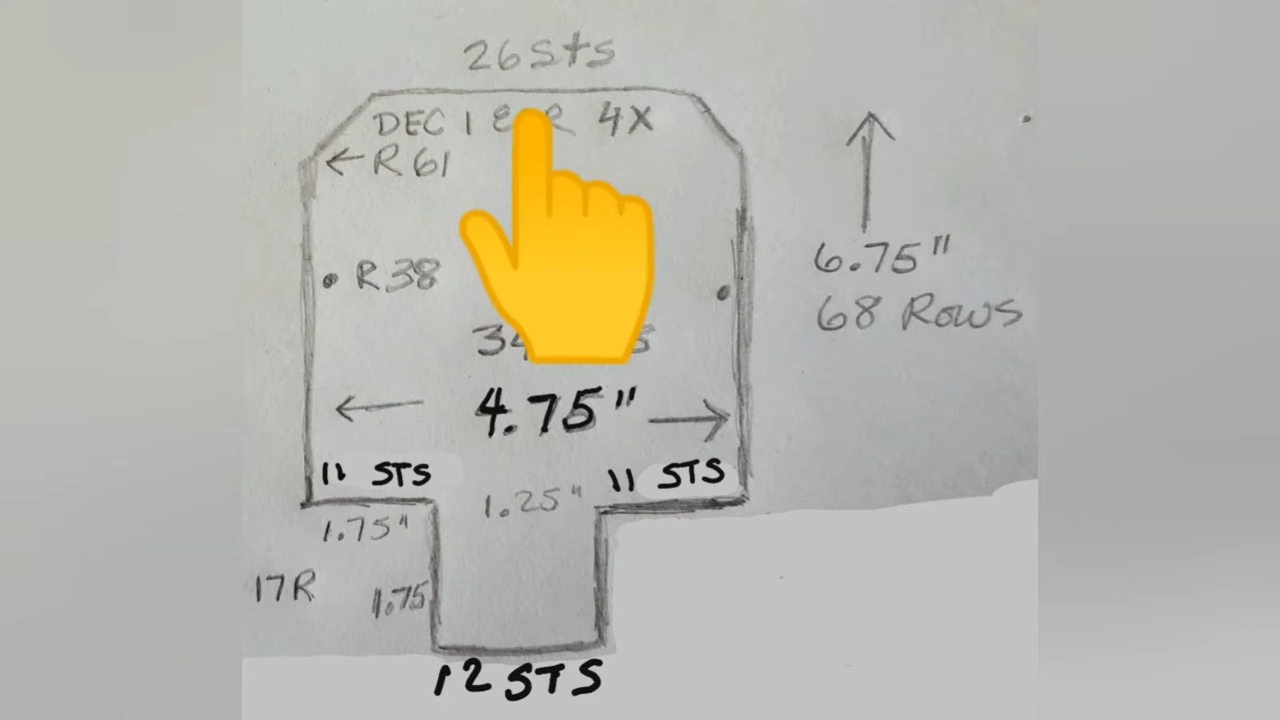 26 Sts
DEC 1 4X
← R 61
6.75"
• R38
68 ROWS
4.75"
11 STS
11 STS
1.25"
1.75"
17R
1.75
12 STS